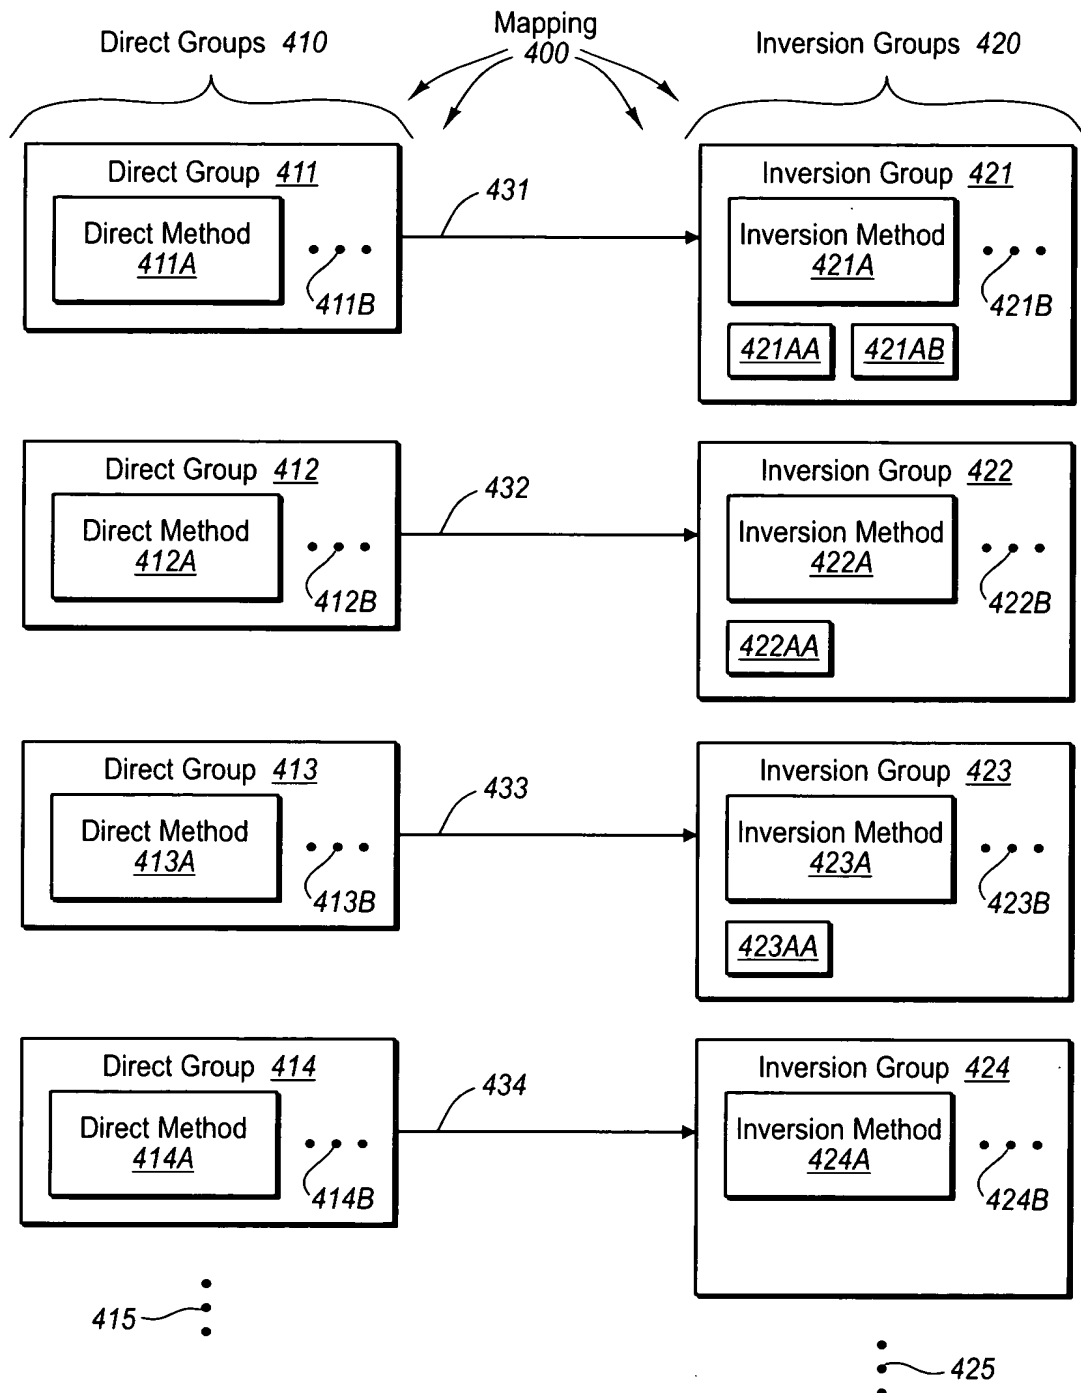 Direct Groups 410
Mapping
400
Inversion Groups 420
Direct Group 411
Direct Method
411A
411B
431
Inversion Group 421
Inversion Method
421A
421B
421AA 421AB
Direct Group 412
Direct Method
412A
412B
432
Inversion Group 422
Inversion Method
422A
422B
422AA
Direct Group 413
Direct Method
413A
413B
433
Inversion Group 423
Inversion Method
423A
423B
423AA
Direct Group 414
Direct Method
414A
414B
434
Inversion Group 424
Inversion Method
424A
424B
415
425